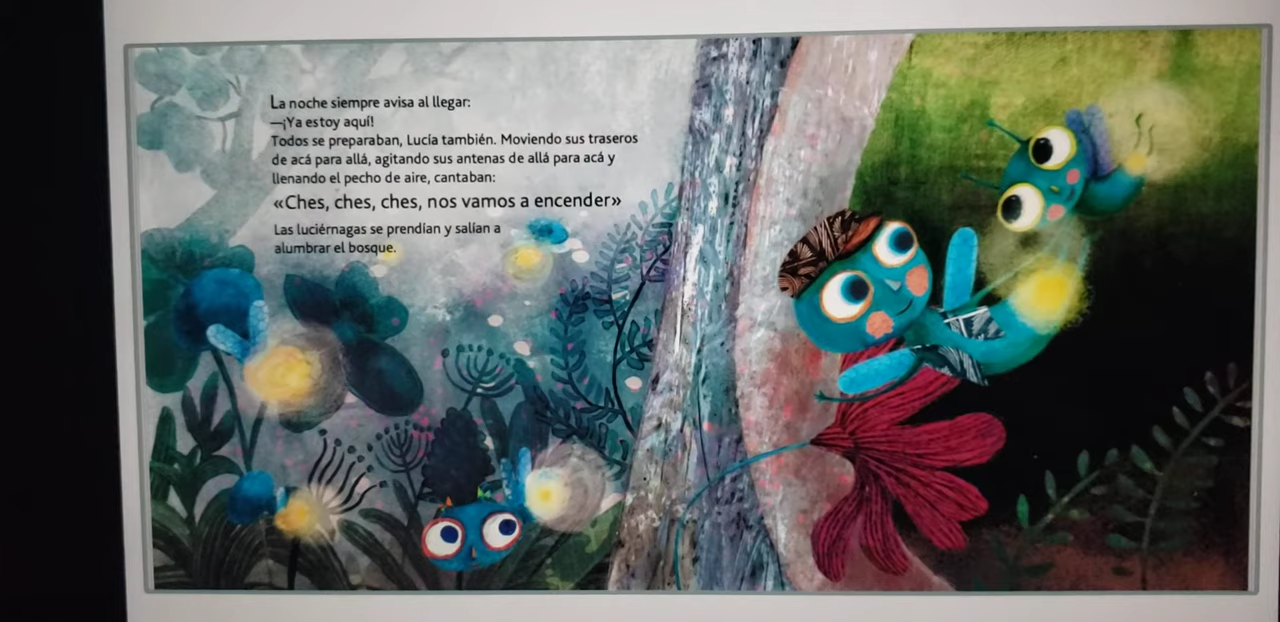 La noche siempre avisa al llegar:
—¡Ya estoy aquí!
Todos se preparaban, Lucía también. Moviendo sus traseros
de acá para allá, agitando sus antenas de allá para acá y
llenando el pecho de aire, cantaban:
«Ches, ches, ches, nos vamos a encender»
Las luciérnagas se prendían y salían a
alumbrar el bosque.